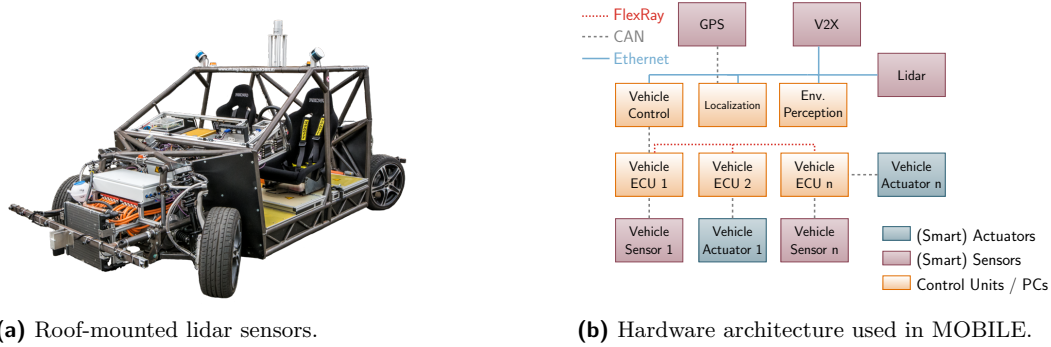 FlexRay
CAN
Ethernet
GPS
V2X
Lidar
Vehicle
Control
Localization
Env.
Perception
Vehicle
ECU 1
Vehicle
ECU 2
Vehicle
ECU n
Vehicle
Actuator n
Vehicle
Sensor 1
Vehicle
Actuator 1
Vehicle
Sensor n
(Smart) Actuators
(Smart) Sensors
Control Units / PCs
(a) Roof-mounted lidar sensors.
(b) Hardware architecture used in MOBILE.